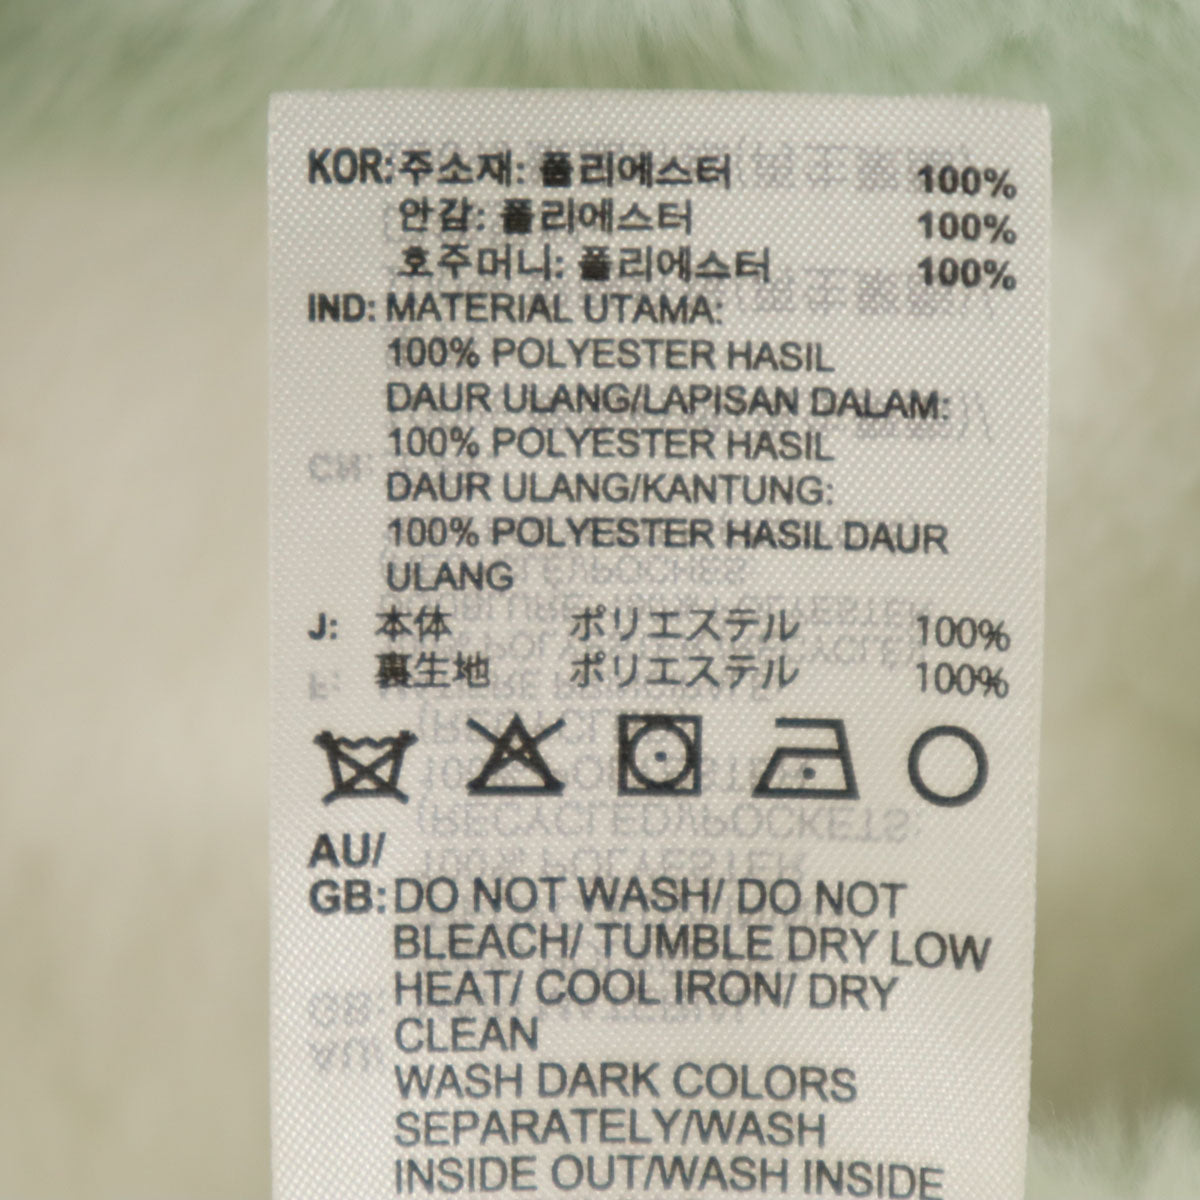 KOR: 주소재: 폴리에스터 100%
안감: 폴리에스터 100%
호주머니: 폴리에스터 100%
IND: MATERIAL UTAMA:
100% POLYESTER HASIL
DAUR ULANG/LAPISAN DALAM:
100% POLYESTER HASIL
DAUR ULANG/KANTUNG:
100% POLYESTER HASIL DAUR
ULANG
J: 本体 ポリエステル 100%
裏生地 ポリエステル 100%
AU/
GB: DO NOT WASH/ DO NOT
BLEACH/ TUMBLE DRY LOW
HEAT/ COOL IRON/ DRY
CLEAN
WASH DARK COLORS
SEPARATELY/WASH
INSIDE OUT/WASH INSIDE